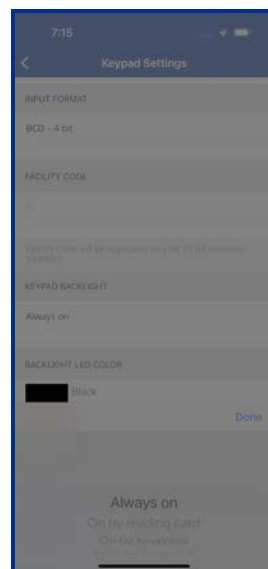 7:15
Keypad Settings
INPUT FORMAT
BCD - 4 bit
FACILITY CODE
KEYPAD BACKLIGHT
Always on
BACKLIGHT LED COLOR
Black
Done
Always on
On by reading card
On by keypress